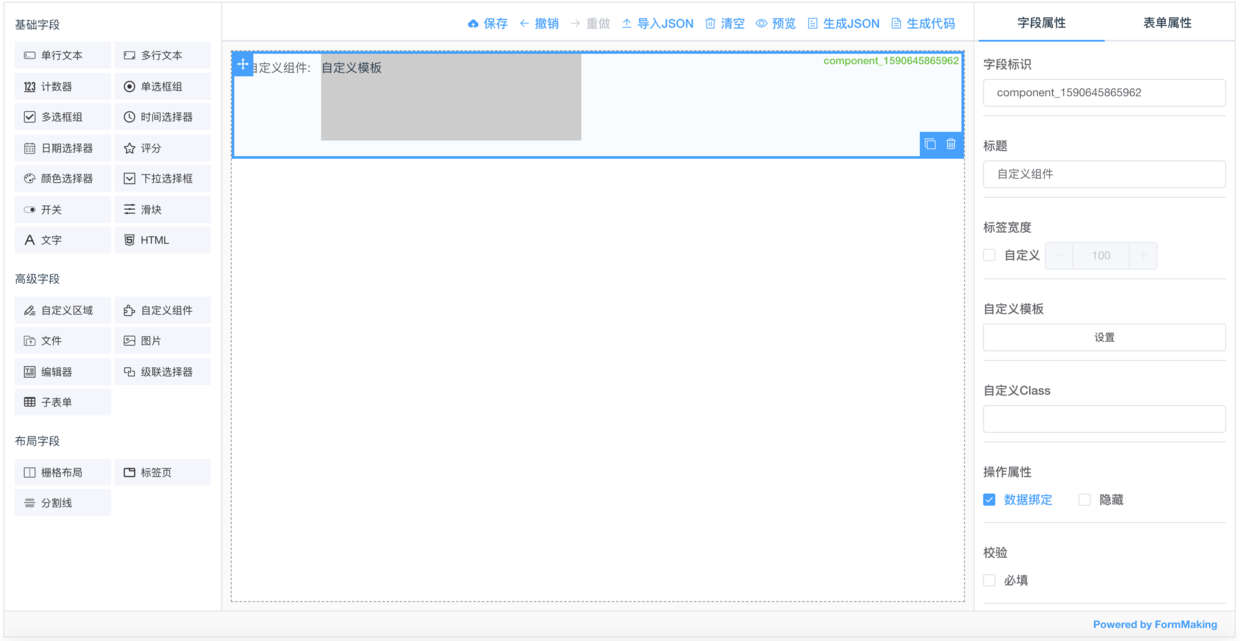 基础字段
单行文本
多行文本
123 计数器
单选框组
多选框组
时间选择器
日期选择器
评分
颜色选择器
下拉选择框
开关
滑块
A 文字
HTML
高级字段
自定义区域
自定义组件
文件
图片
编辑器
级联选择器
子表单
布局字段
栅格布局
标签页
分割线
保存 撤销 重做 导入JSON 清空 预览 生成JSON 生成代码
定义组件: 自定义模板
component_1590645865962
字段属性 表单属性
字段标识
component_1590645865962
标题
自定义组件
标签宽度
自定义 - 100 +
自定义模板
设置
自定义Class
操作属性
数据绑定 隐藏
校验
必填
Powered by FormMaking